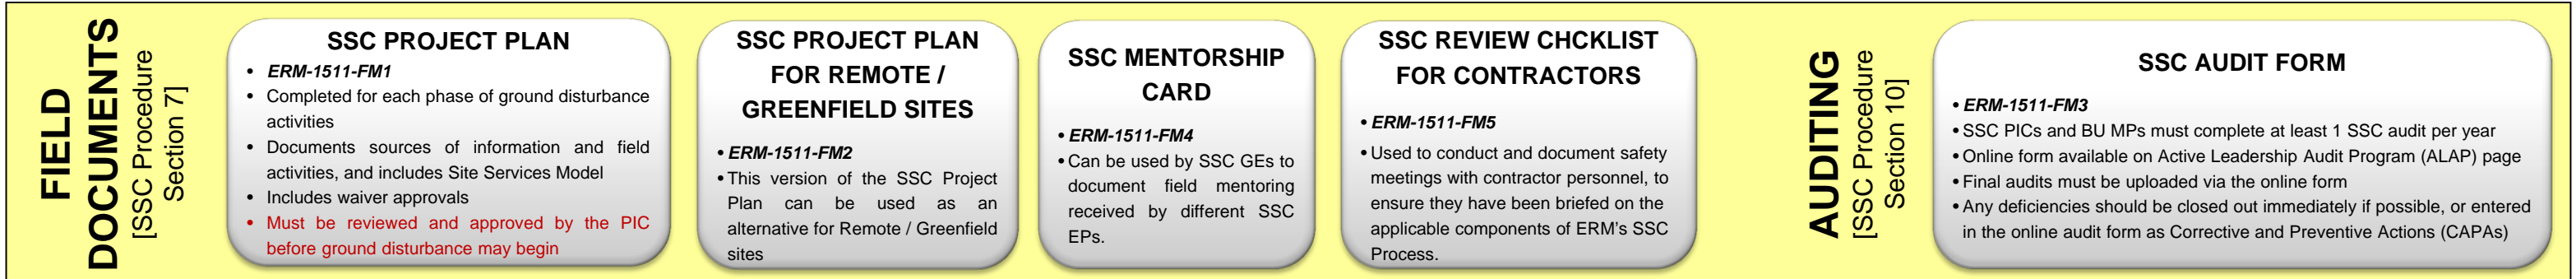 FIELD
DOCUMENTS
[SSC Procedure
Section 7]
SSC PROJECT PLAN
• ERM-1511-FM1
• Completed for each phase of ground disturbance
activities
• Documents sources of information and field
activities, and includes Site Services Model
• Includes waiver approvals
• Must be reviewed and approved by the PIC
before ground disturbance may begin
SSC PROJECT PLAN
FOR REMOTE /
GREENFIELD SITES
• ERM-1511-FM2
• This version of the SSC Project
Plan can be used as an
alternative for Remote / Greenfield
sites
SSC MENTORSHIP
CARD
• ERM-1511-FM4
• Can be used by SSC GEs to
document field mentoring
received by different SSC
EPs.
SSC REVIEW CHCKLIST
FOR CONTRACTORS
• ERM-1511-FM5
• Used to conduct and document safety
meetings with contractor personnel, to
ensure they have been briefed on the
applicable components of ERM's SSC
Process.
AUDITING
[SSC Procedure
Section 10]
SSC AUDIT FORM
• ERM-1511-FM3
• SSC PICs and BU MPs must complete at least 1 SSC audit per year
• Online form available on Active Leadership Audit Program (ALAP) page
• Final audits must be uploaded via the online form
• Any deficiencies should be closed out immediately if possible, or entered
in the online audit form as Corrective and Preventive Actions (CAPAs)